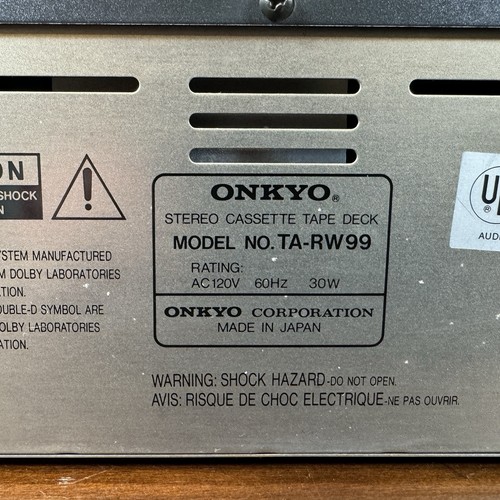 ON
SHOCK
N
ONKYO®
STEREO CASSETTE TAPE DECK
MODEL NO. TA-RW99
RATING:
AC120V 60Hz 30W
ONKYO CORPORATION
MADE IN JAPAN
YSTEM MANUFACTURED
M DOLBY LABORATORIES
ATION.
OUBLE-D SYMBOL ARE
OLBY LABORATORIES
ATION.
U
®
AUDI
WARNING: SHOCK HAZARD-DO NOT OPEN.
AVIS: RISQUE DE CHOC ELECTRIQUE-NE PAS OUVRIR.